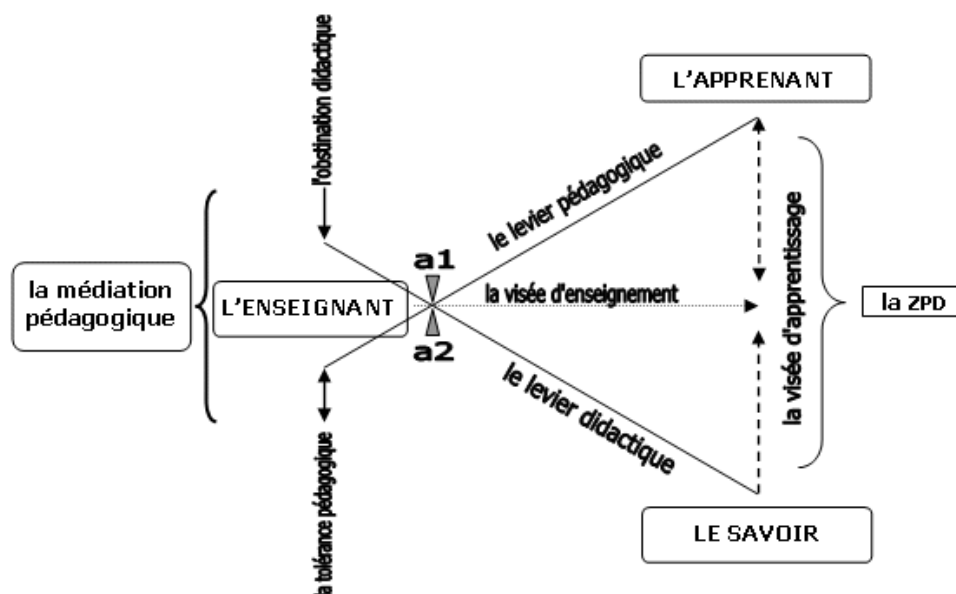 l'obstination didactique
L'APPRENANT
le levier pédagogique
a1
la médiation
pédagogique
L'ENSEIGNANT
la visée d'enseignement
la visée d'apprentissage
la ZPD
a2
le levier didactique
la tolérance pédagogique
LE SAVOIR